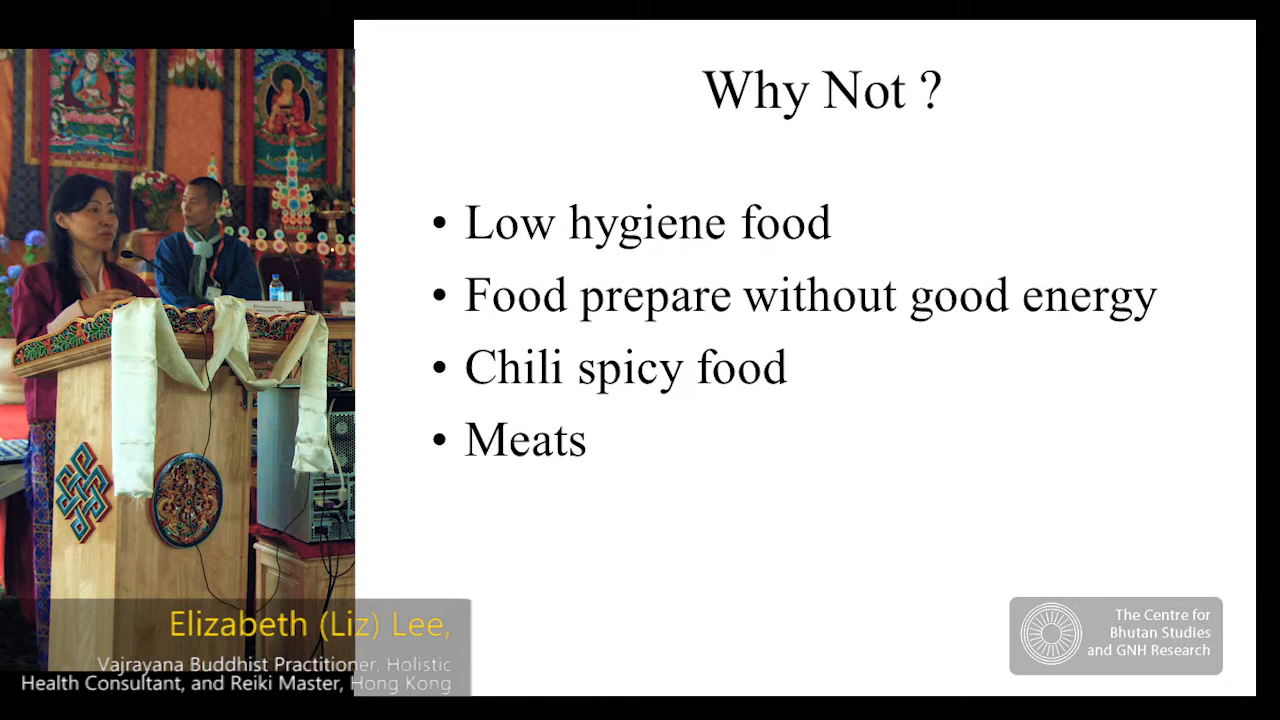 Why Not ?
• Low hygiene food
• Food prepare without good energy
• Chili spicy food
• Meats
Elizabeth (Liz) Lee,
Vajrayana Buddhist Practitioner, Holistic
Health Consultant, and Reiki Master, Hong Kong
The Centre for
Bhutan Studies
and GNH Research